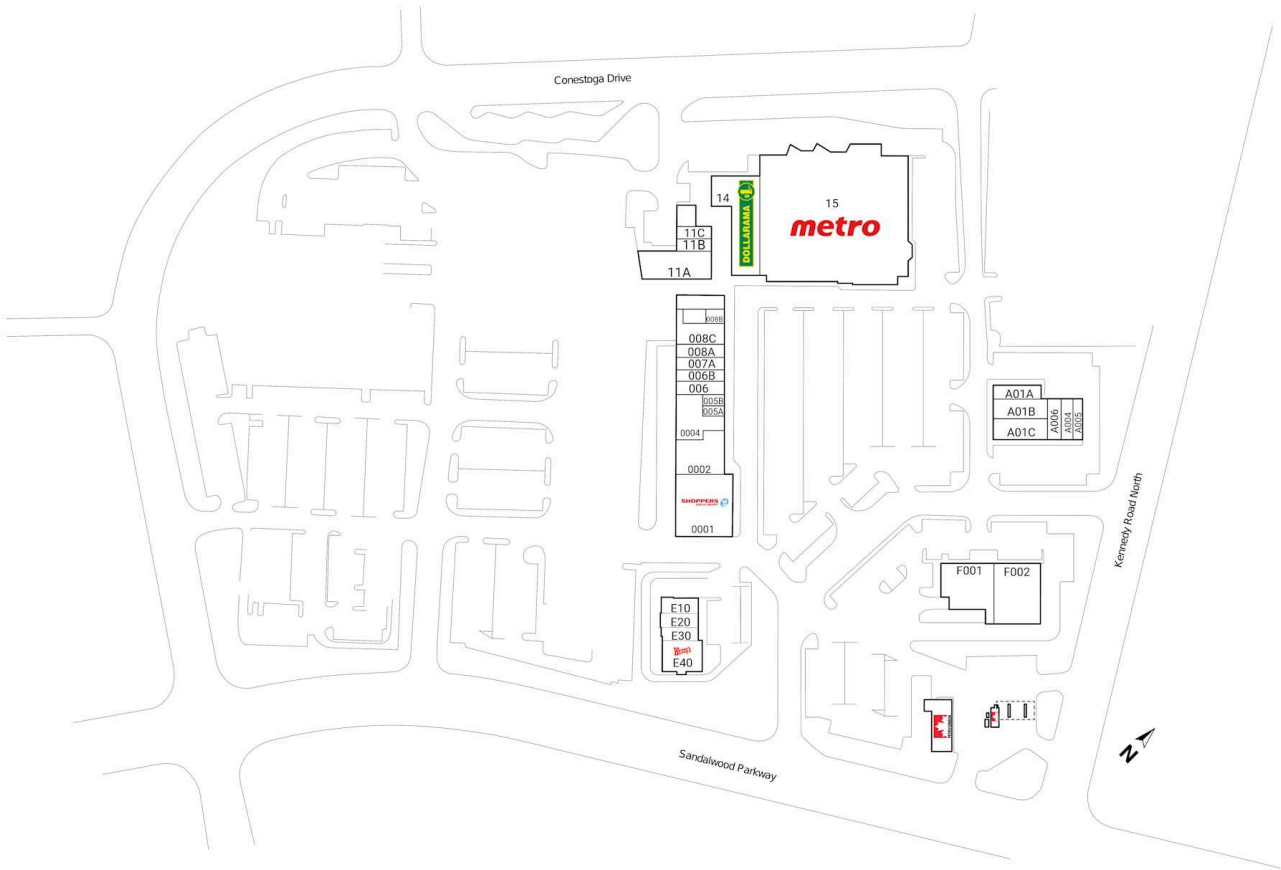 Conestoga Drive
14
DOLLARAMA
15
metro
11C
11B
11A
008B
008C
008A
007A
006B
006
005B
005A
0004
0002
SHOPPERS
DRUG MART
0001
A01A
A01B
A01C
A006
A004
A005
Kennedy Road North
F001
F002
E10
E20
E30
Wendy's
E40
Sandalwood Parkway
N